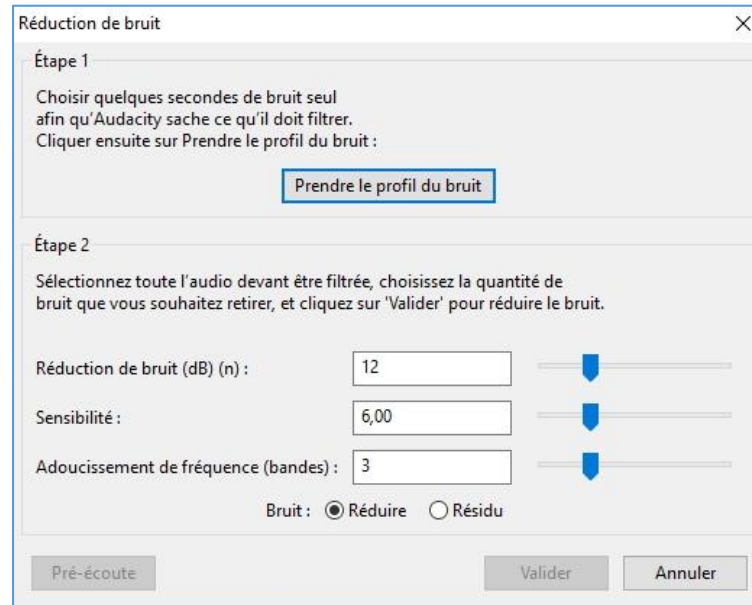 Réduction de bruit
Étape 1
Choisir quelques secondes de bruit seul
afin qu'Audacity sache ce qu'il doit filtrer.
Cliquer ensuite sur Prendre le profil du bruit :
Prendre le profil du bruit
Étape 2
Sélectionnez toute l'audio devant être filtrée, choisissez la quantité de
bruit que vous souhaitez retirer, et cliquez sur 'Valider' pour réduire le bruit.
Réduction de bruit (dB) (n) : 12
Sensibilité : 6,00
Adoucissement de fréquence (bandes) : 3
Bruit : Réduire Résidu
Pré-écoute Valider Annuler